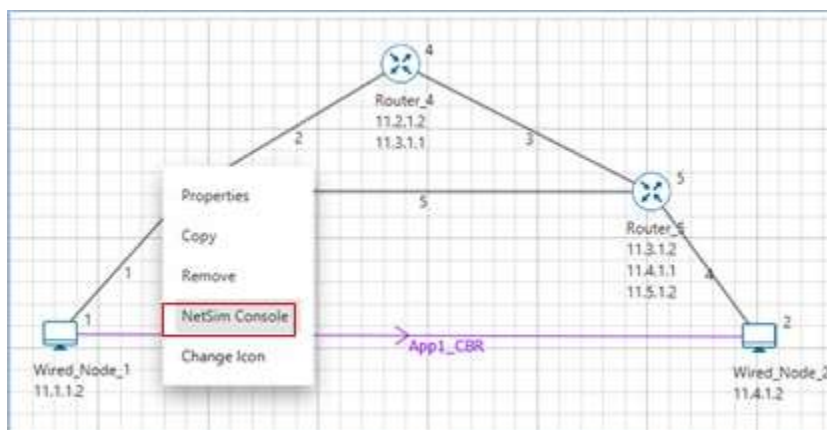 4
Router_4
11.2.1.2
11.3.1.1
2
3
Properties
Copy
Remove
NetSim Console
Change Icon
5
5
Router_5
11.3.1.2
11.4.1.1
11.5.1.2
1
4
1
Wired_Node_1
11.1.1.2
App1_CBR
2
Wired_Node_2
11.4.1.2